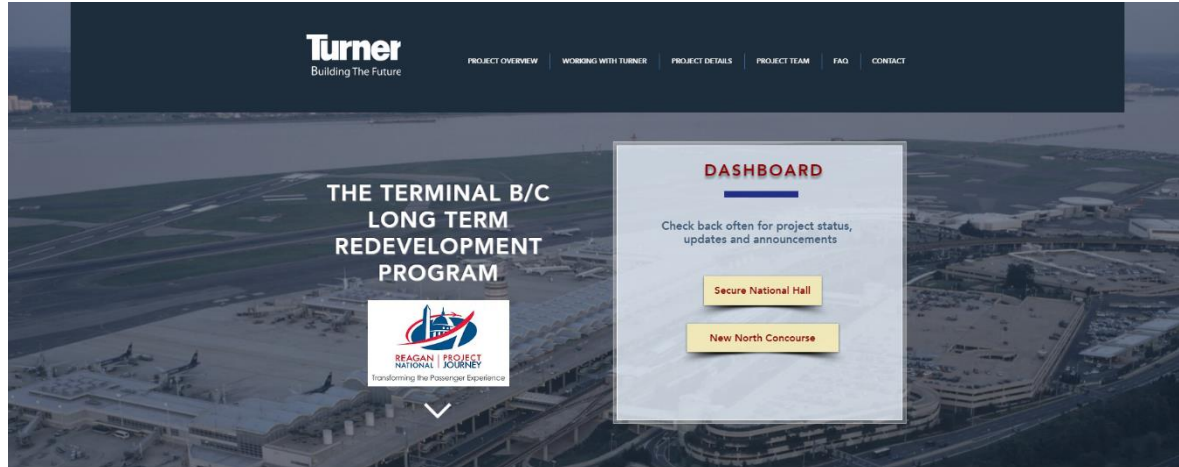 Turner
Building The Future
PROJECT OVERVIEW
WORKING WITH TURNER
PROJECT DETAILS
PROJECT TEAM
FAQ
CONTACT
THE TERMINAL B/C
LONG TERM
REDEVELOPMENT
PROGRAM
REAGAN | PROJECT
NATIONAL | JOURNEY
Transforming the Passenger Experience
DASHBOARD
Check back often for project status,
updates and announcements
Secure National Hall
New North Concourse